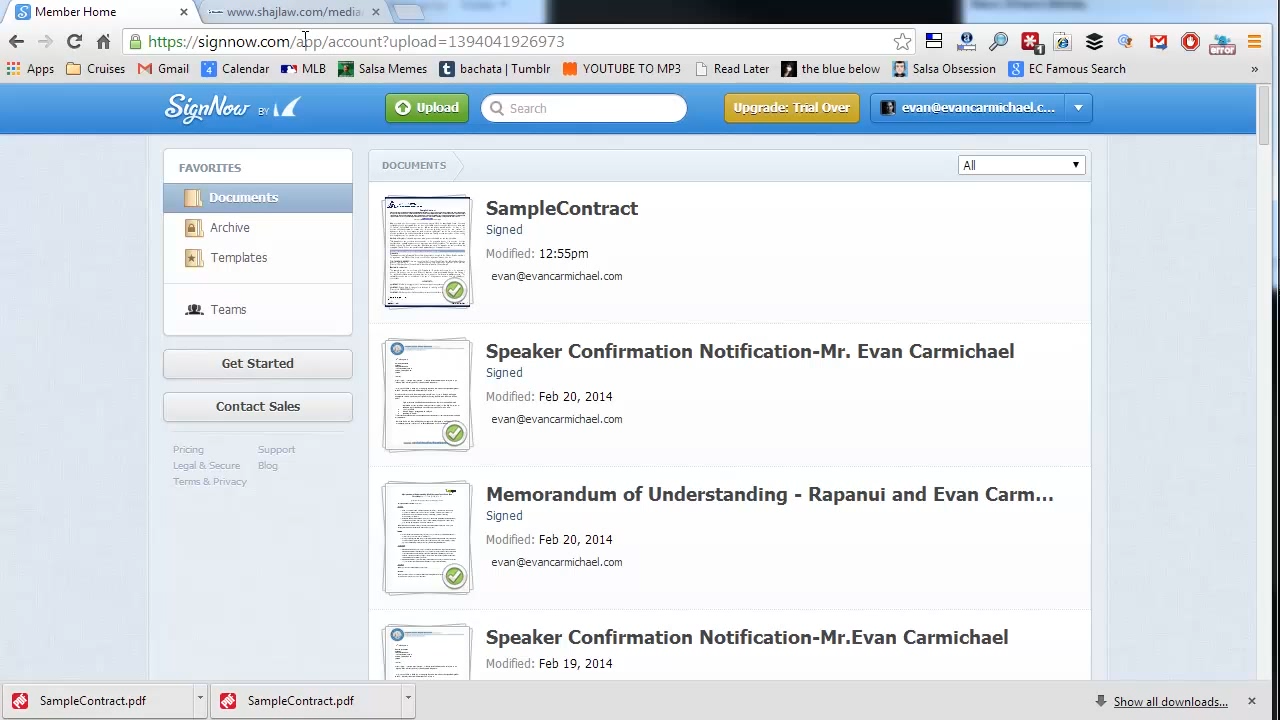 Member Home
www.shajlaw.com/media
https://signnow.com/app/account?upload=1394041926973
1
error
Apps Cruises Gmail 4 Calendar MLB Salsa Memes bachata | Tumblr YOUTUBE TO MP3 Read Later the blue below Salsa Obsession 8 EC Famous Search »
SignNow BY
Upload
Search
Upgrade: Trial Over
evan@evancarmichael.c...
FAVORITES
Documents
Archive
Templates
Teams
Get Started
Contact Sales
Pricing Support
Legal & Secure Blog
Terms & Privacy
DOCUMENTS
All
SampleContract
Signed
Modified: 12:55pm
evan@evancarmichael.com
Speaker Confirmation Notification-Mr. Evan Carmichael
Signed
Modified: Feb 20, 2014
evan@evancarmichael.com
Memorandum of Understanding - Rapanui and Evan Carm...
Signed
Modified: Feb 20, 2014
evan@evancarmichael.com
Speaker Confirmation Notification-Mr.Evan Carmichael
Modified: Feb 19, 2014
SampleContract.pdf
SampleContract.pdf
Show all downloads...